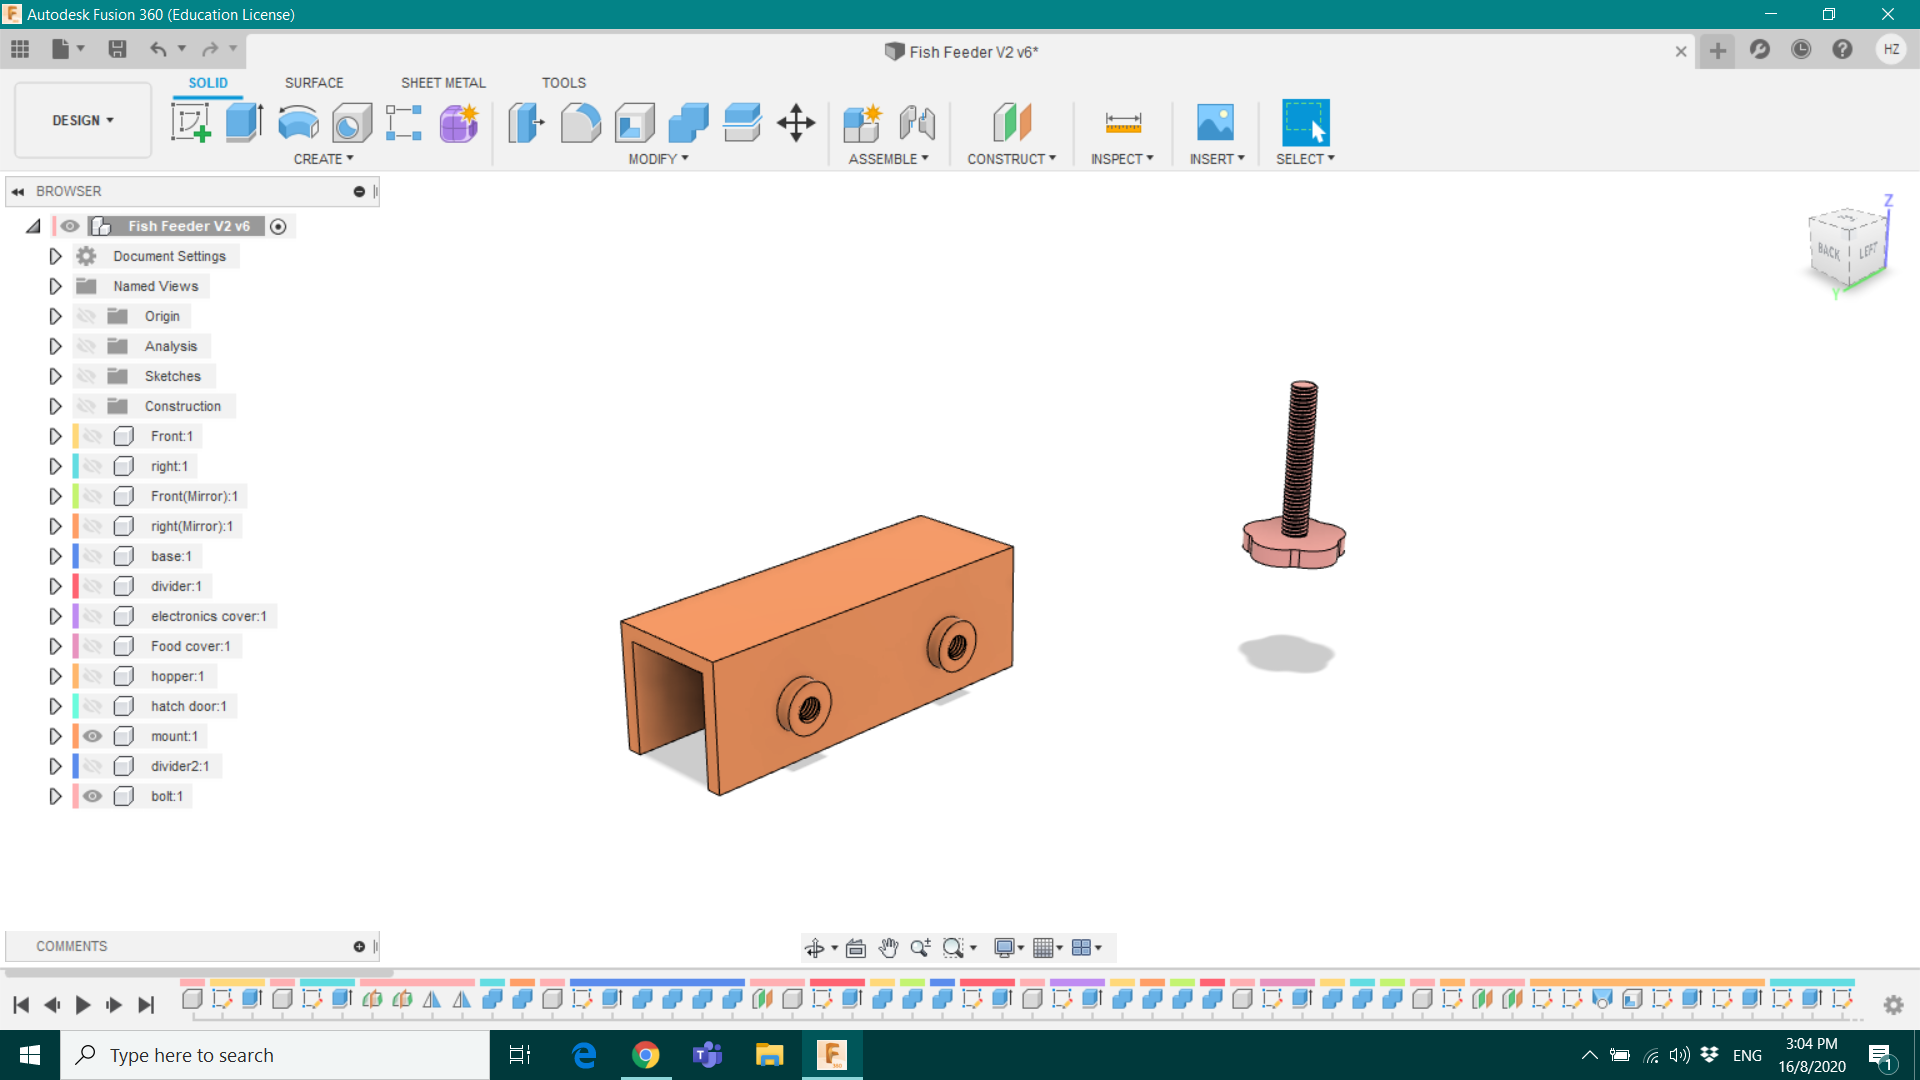 Autodesk Fusion 360 (Education License)
Fish Feeder V2 v6*
HZ
DESIGN
SOLID
SURFACE
SHEET METAL
TOOLS
CREATE
MODIFY
ASSEMBLE
CONSTRUCT
INSPECT
INSERT
SELECT
BROWSER
Fish Feeder V2 v6
Document Settings
Named Views
Origin
Analysis
Sketches
Construction
Front:1
right:1
Front(Mirror):1
right(Mirror):1
base:1
divider:1
electronics cover:1
Food cover:1
hopper:1
hatch door:1
mount:1
divider2:1
bolt:1
Z
BACK
LEFT
Y
COMMENTS
Type here to search
ENG
3:04 PM
16/8/2020
1